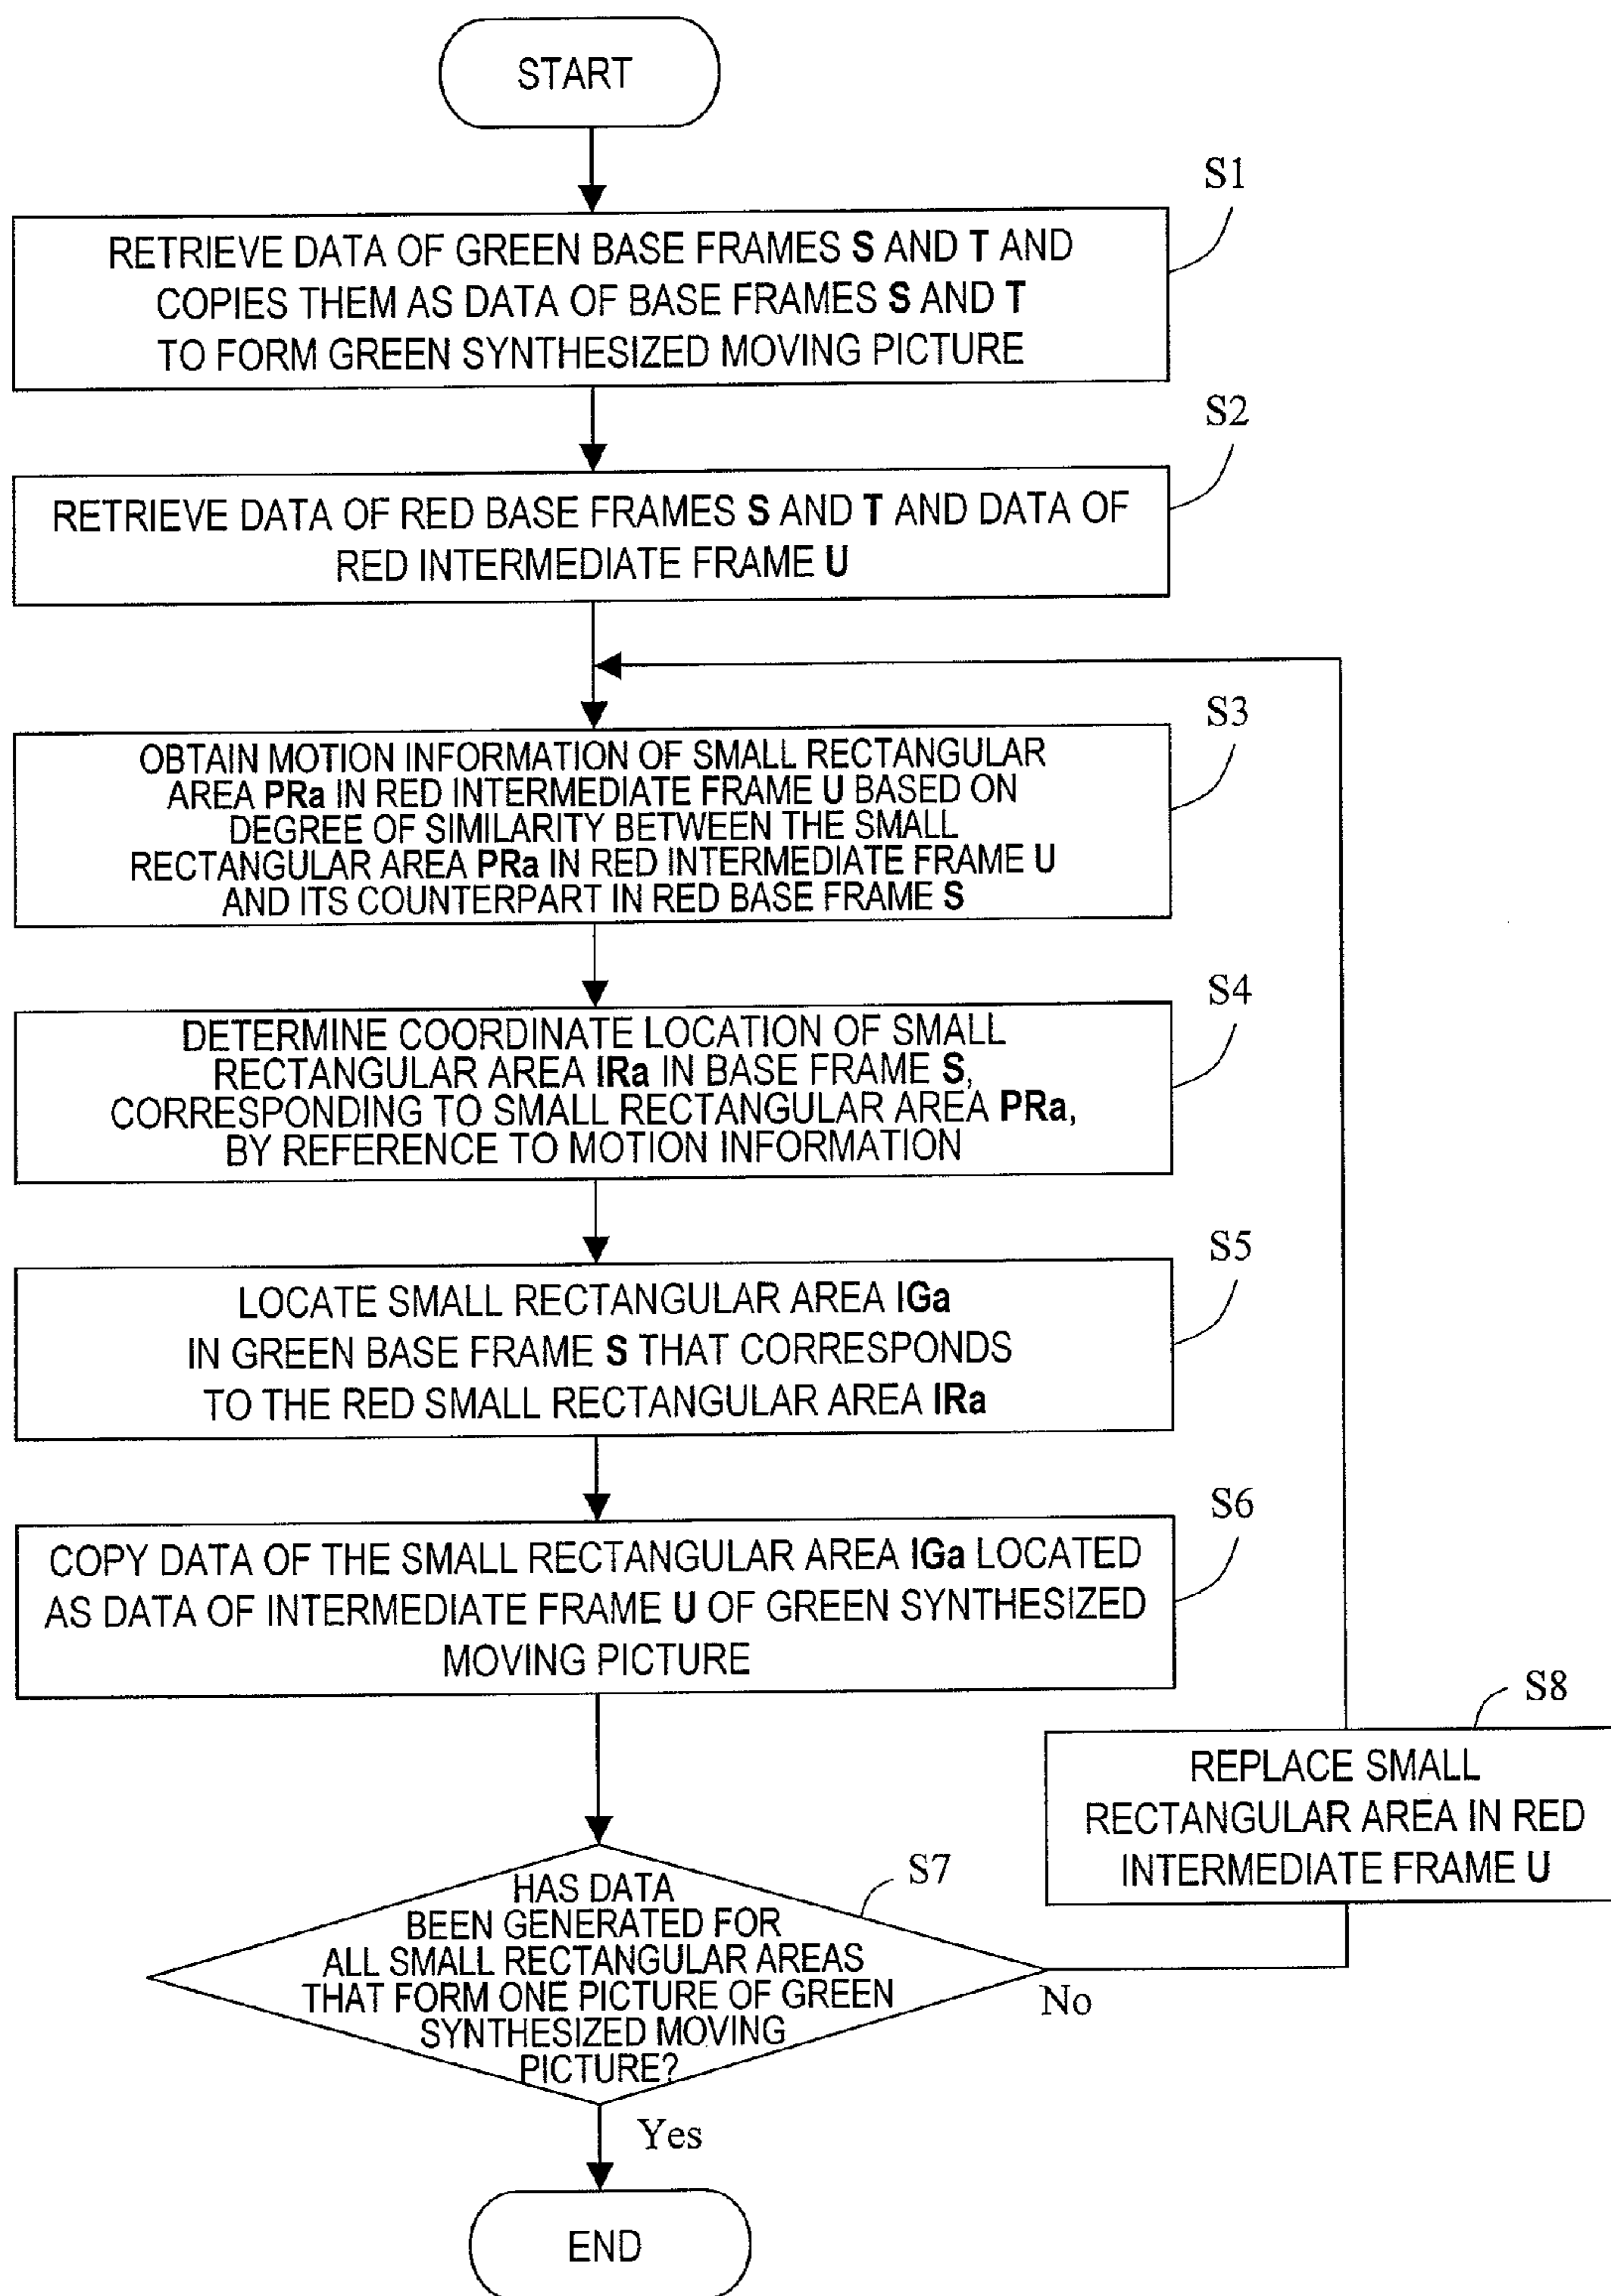 START
S1
RETRIEVE DATA OF GREEN BASE FRAMES S AND T AND
COPIES THEM AS DATA OF BASE FRAMES S AND T
TO FORM GREEN SYNTHESIZED MOVING PICTURE
S2
RETRIEVE DATA OF RED BASE FRAMES S AND T AND DATA OF
RED INTERMEDIATE FRAME U
S3
OBTAIN MOTION INFORMATION OF SMALL RECTANGULAR
AREA PRa IN RED INTERMEDIATE FRAME U BASED ON
DEGREE OF SIMILARITY BETWEEN THE SMALL
RECTANGULAR AREA PRa IN RED INTERMEDIATE FRAME U
AND ITS COUNTERPART IN RED BASE FRAME S
S4
DETERMINE COORDINATE LOCATION OF SMALL
RECTANGULAR AREA IRa IN BASE FRAME S,
CORRESPONDING TO SMALL RECTANGULAR AREA PRa,
BY REFERENCE TO MOTION INFORMATION
S5
LOCATE SMALL RECTANGULAR AREA IGa
IN GREEN BASE FRAME S THAT CORRESPONDS
TO THE RED SMALL RECTANGULAR AREA IRa
S6
COPY DATA OF THE SMALL RECTANGULAR AREA IGa LOCATED
AS DATA OF INTERMEDIATE FRAME U OF GREEN SYNTHESIZED
MOVING PICTURE
S8
REPLACE SMALL
RECTANGULAR AREA IN RED
INTERMEDIATE FRAME U
S7
HAS DATA
BEEN GENERATED FOR
ALL SMALL RECTANGULAR AREAS
THAT FORM ONE PICTURE OF GREEN
SYNTHESIZED MOVING
PICTURE?
No
Yes
END